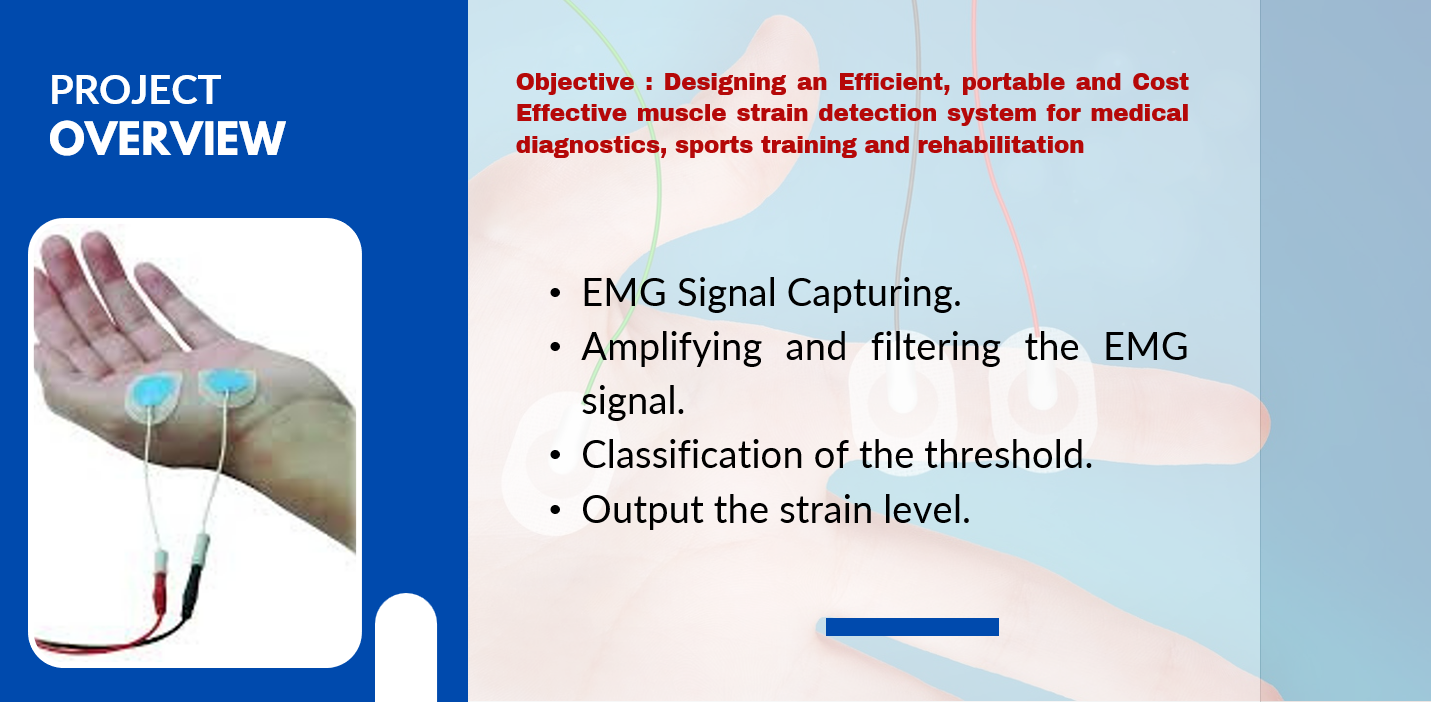 PROJECT
OVERVIEW
Objective : Designing an Efficient, portable and Cost
Effective muscle strain detection system for medical
diagnostics, sports training and rehabilitation
• EMG Signal Capturing.
• Amplifying and filtering the EMG
signal.
• Classification of the threshold.
• Output the strain level.